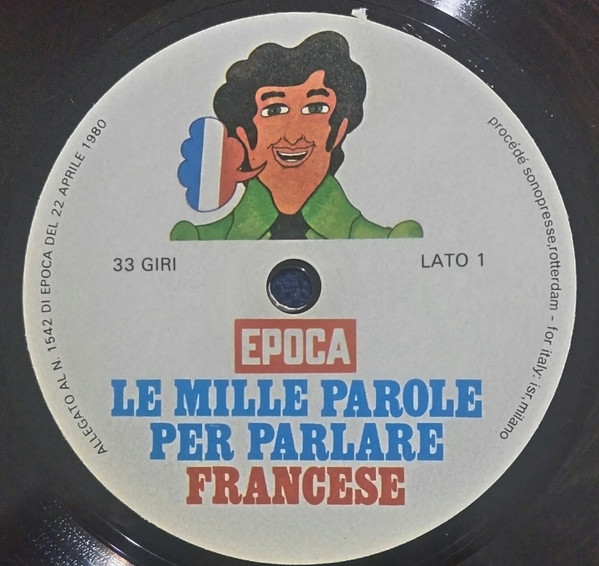 33 GIRI
LATO 1
EPOCA
LE MILLE PAROLE
PER PARLARE
FRANCESE
ALLEGATO AL N. 1542 DI EPOCA DEL 22 APRILE 1980
procédé sonopresse,rotterdam - for italy: isr,milano